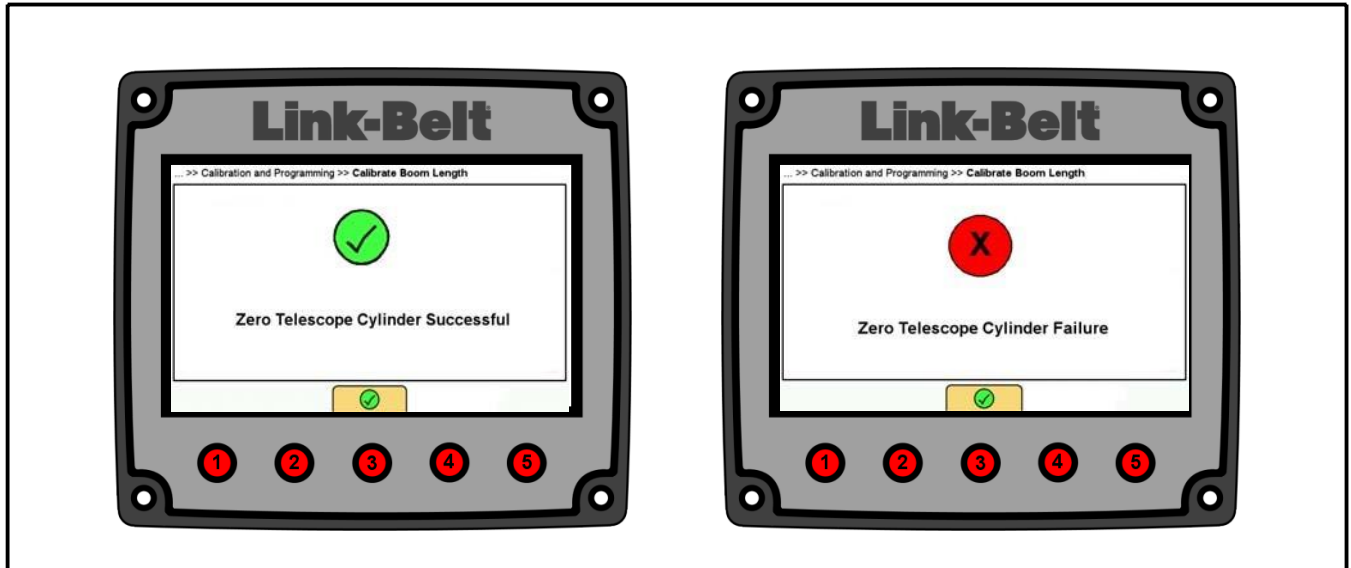 Link-Belt
... >> Calibration and Programming >> Calibrate Boom Length
Zero Telescope Cylinder Successful
1 2 3 4 5
Link-Belt
... >> Calibration and Programming >> Calibrate Boom Length
X
Zero Telescope Cylinder Failure
1 2 3 4 5